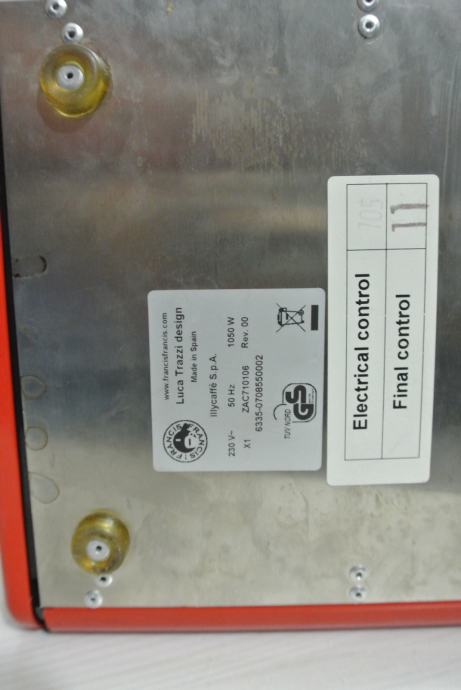 www.francisfrancis.com
Luca Trazzi design
Made in Spain
FRANCIS FRANCIS!
Illycaffè S.p.A.
230 V~ 50 Hz 1050 W
X1 ZAC710106 Rev. 00
6335-0708550002
TÜV NORD
GS
Electrical control 705
Final control 11